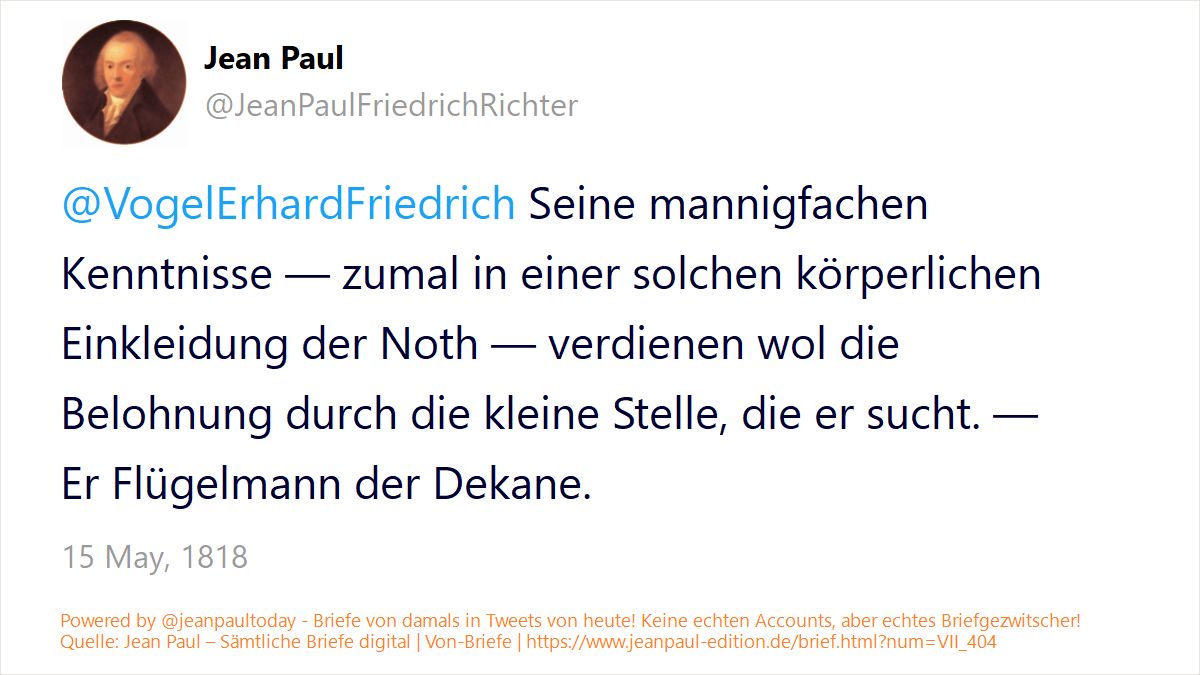 Jean Paul
@JeanPaulFriedrichRichter
@VogelErhardFriedrich Seine mannigfachen
Kenntnisse — zumal in einer solchen körperlichen
Einkleidung der Noth — verdienen wol die
Belohnung durch die kleine Stelle, die er sucht. —
Er Flügelmann der Dekane.
15 May, 1818
Powered by @jeanpaultoday - Briefe von damals in Tweets von heute! Keine echten Accounts, aber echtes Briefgezwitscher!
Quelle: Jean Paul – Sämtliche Briefe digital | Von-Briefe | https://www.jeanpaul-edition.de/brief.html?num=VII_404